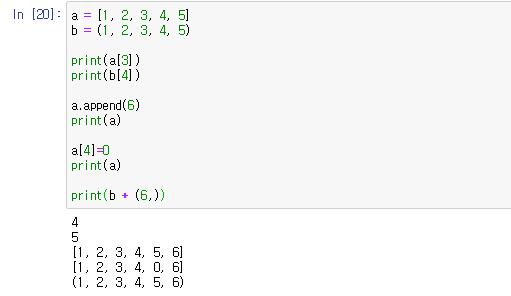 In [20]: a = [1, 2, 3, 4, 5]
b = (1, 2, 3, 4, 5)
print(a[3])
print(b[4])
a.append(6)
print(a)
a[4]=0
print(a)
print(b + (6,))
4
5
[1, 2, 3, 4, 5, 6]
[1, 2, 3, 4, 0, 6]
(1, 2, 3, 4, 5, 6)